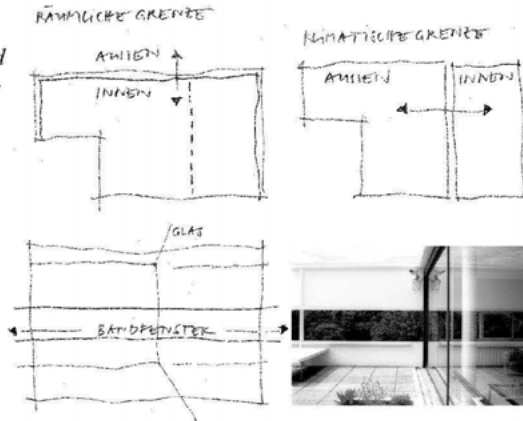 RÄUMLICHE GRENZE
AUSSEN
INNEN
KLIMATISCHE GRENZE
AUSSEN
INNEN
GLAS
BANDFENSTER